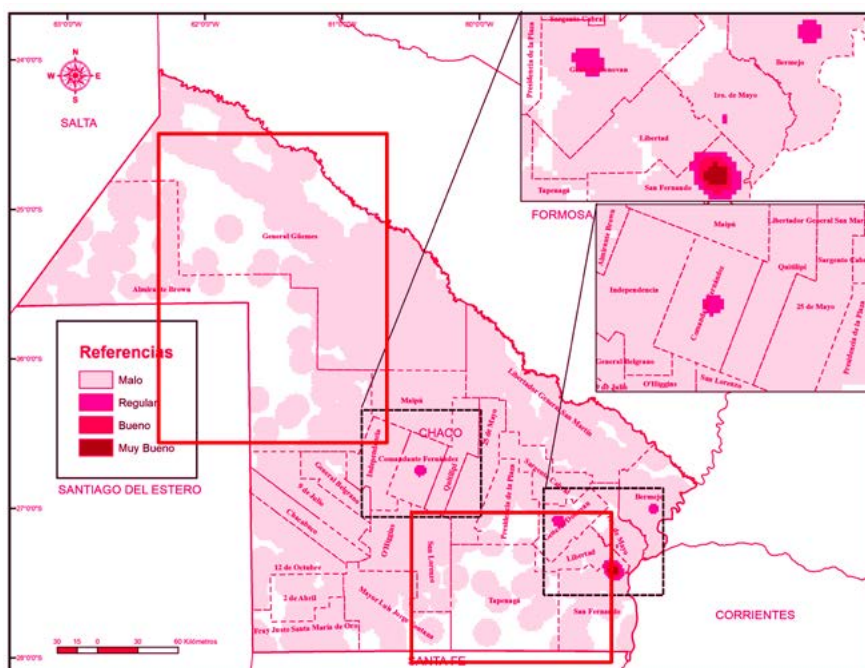 63°0'0"S
62°0'0"S
61°0'0"S
60°0'0"S
24°0'0"S
25°0'0"S
26°0'0"S
27°0'0"S
28°0'0"S
N
W E
S
SALTA
FORMOSA
SANTIAGO DEL ESTERO
CORRIENTES
SANTA FE
CHACO
General Güemes
Almirante Brown
Maipú
Libertador General San Martín
Independencia
Comandante Fernández
Quitilipi
25 de Mayo
Presidencia de la Plaza
Sargento Cabral
General Donovan
Bermejo
de Mayo
Libertad
General Belgrano
9 de Julio
Chacabuco
O'Higgins
San Lorenzo
12 de Octubre
2 de Abril
Fray Justo Santa María de Oro
Mayor Luis Jorge Fontana
Tapenagá
San Fernando
Referencias
Malo
Regular
Bueno
Muy Bueno
30 15 0 30 60 Kilómetros
Sargento Cabral
Presidencia de la Plaza
Bermejo
1ro. de Mayo
Libertad
Tapenagá
San Fernando
Almirante Brown
Maipú
Libertador General San Mar
Sargento Cabr
Quitilipi
Independencia
25 de Mayo
Presidencia de la Plaza
General Belgrano
9 de Julio
O'Higgins
San Lorenzo